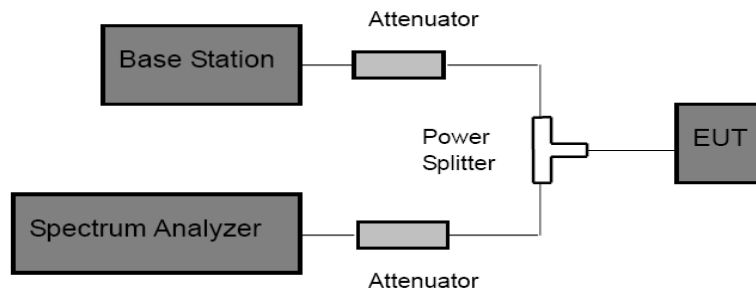 Attenuator
Base Station
Power
Splitter
EUT
Spectrum Analyzer
Attenuator